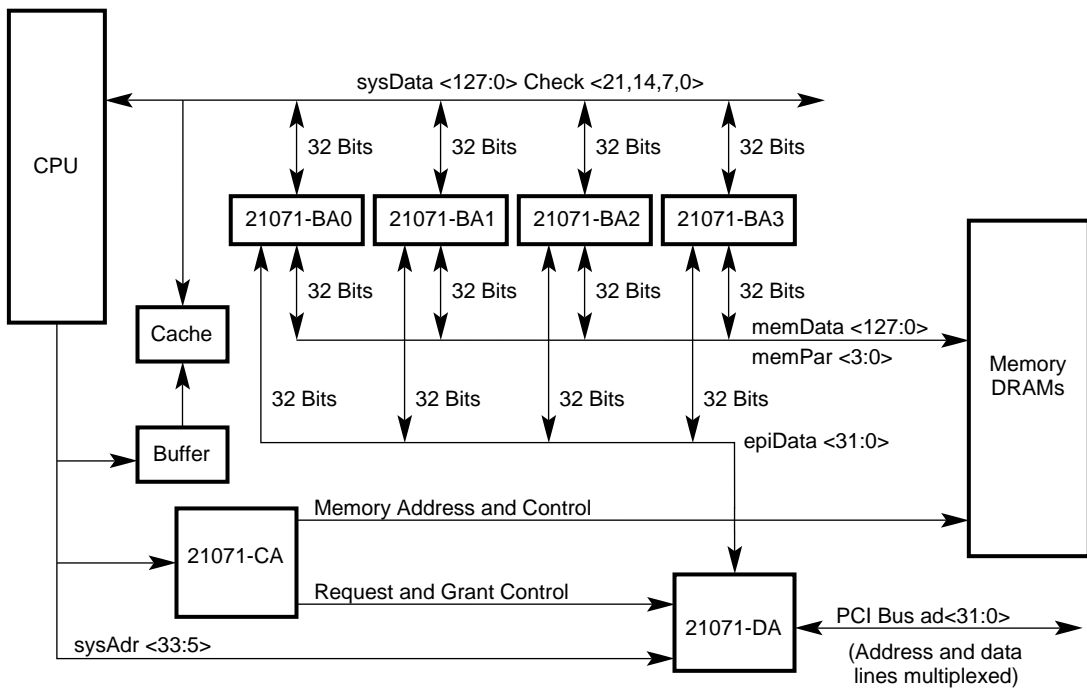 sysData <127:0> Check <21,14,7,0>
CPU
32 Bits
32 Bits
32 Bits
32 Bits
21071-BA0
21071-BA1
21071-BA2
21071-BA3
32 Bits
32 Bits
32 Bits
32 Bits
Cache
memData <127:0>
memPar <3:0>
Memory
DRAMs
32 Bits
32 Bits
32 Bits
32 Bits
Buffer
epiData <31:0>
Memory Address and Control
21071-CA
Request and Grant Control
21071-DA
PCI Bus ad<31:0>
sysAdr <33:5>
(Address and data
lines multiplexed)